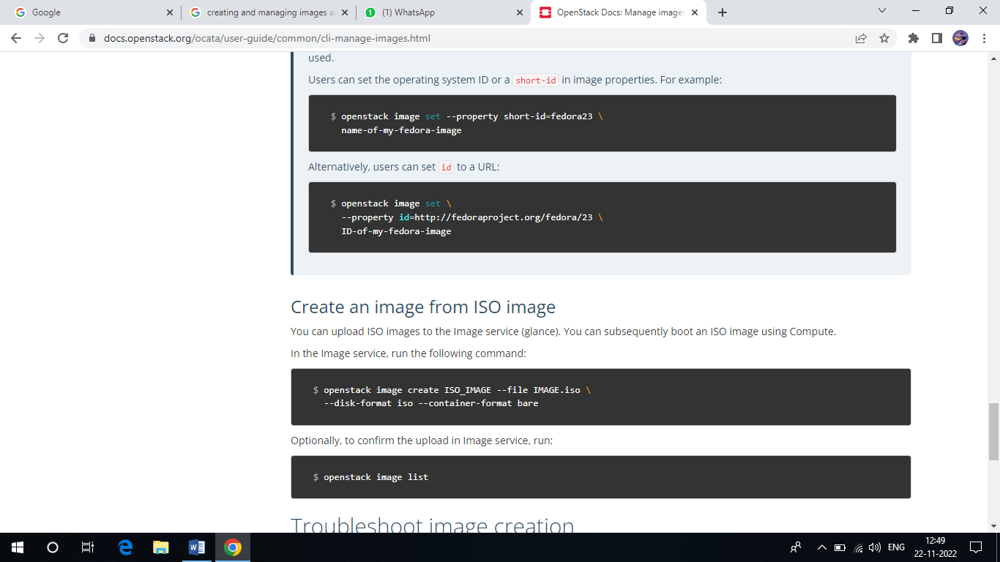 Google
creating and managing images a
(1) WhatsApp
OpenStack Docs: Manage images
docs.openstack.org/ocata/user-guide/common/cli-manage-images.html
used.
Users can set the operating system ID or a short-id in image properties. For example:
$ openstack image set --property short-id=fedora23 \
name-of-my-fedora-image
Alternatively, users can set id to a URL:
$ openstack image set \
--property id=http://fedoraproject.org/fedora/23 \
ID-of-my-fedora-image
Create an image from ISO image
You can upload ISO images to the Image service (glance). You can subsequently boot an ISO image using Compute.
In the Image service, run the following command:
$ openstack image create ISO_IMAGE --file IMAGE.iso \
--disk-format iso --container-format bare
Optionally, to confirm the upload in Image service, run:
$ openstack image list
Troubleshoot image creation
ENG
12:49
22-11-2022